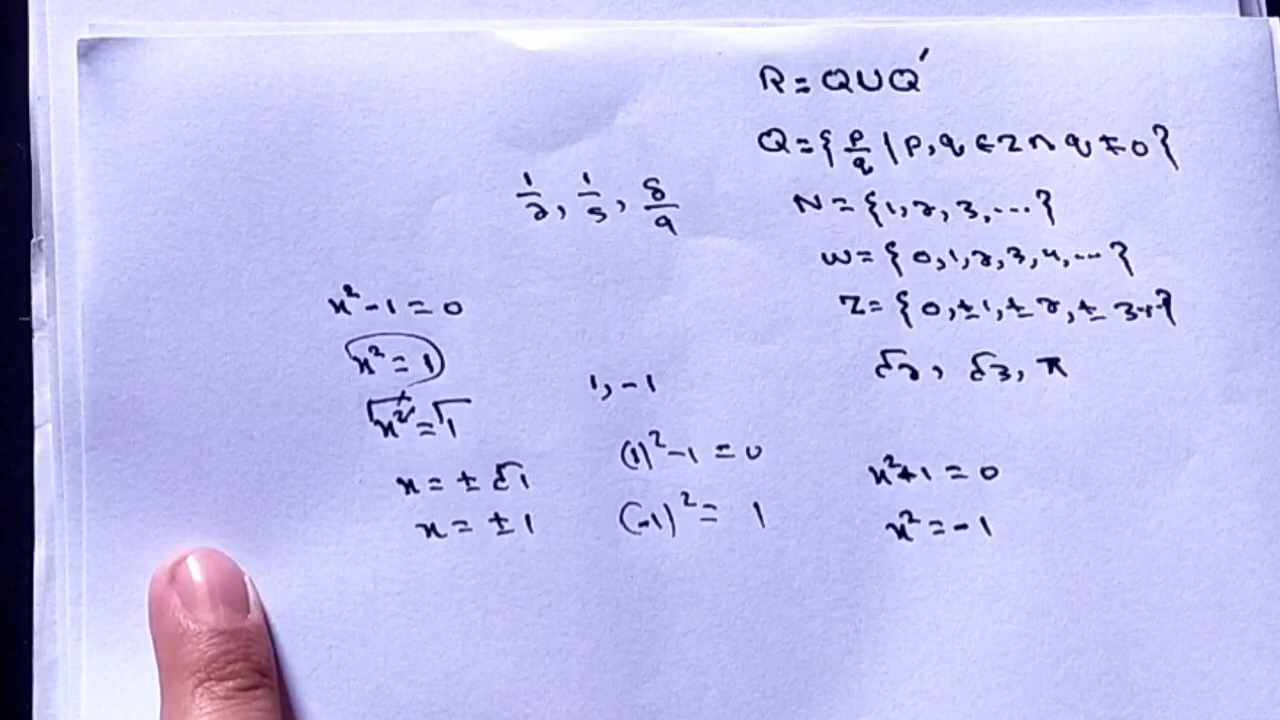 R = Q ∪ Q'
Q = { p/q | p, q ∈ Z ∧ q ≠ 0 }
1/2, 1/5, 8/9
N = { 1, 2, 3, ... }
W = { 0, 1, 2, 3, 4, ... }
Z = { 0, ±1, ±2, ±3, ... }
√2, √3, π
x² - 1 = 0
x² = 1
√x² = √1
x = ± √1
x = ± 1
1, -1
(1)² - 1 = 0
(-1)² = 1
x² + 1 = 0
x² = -1